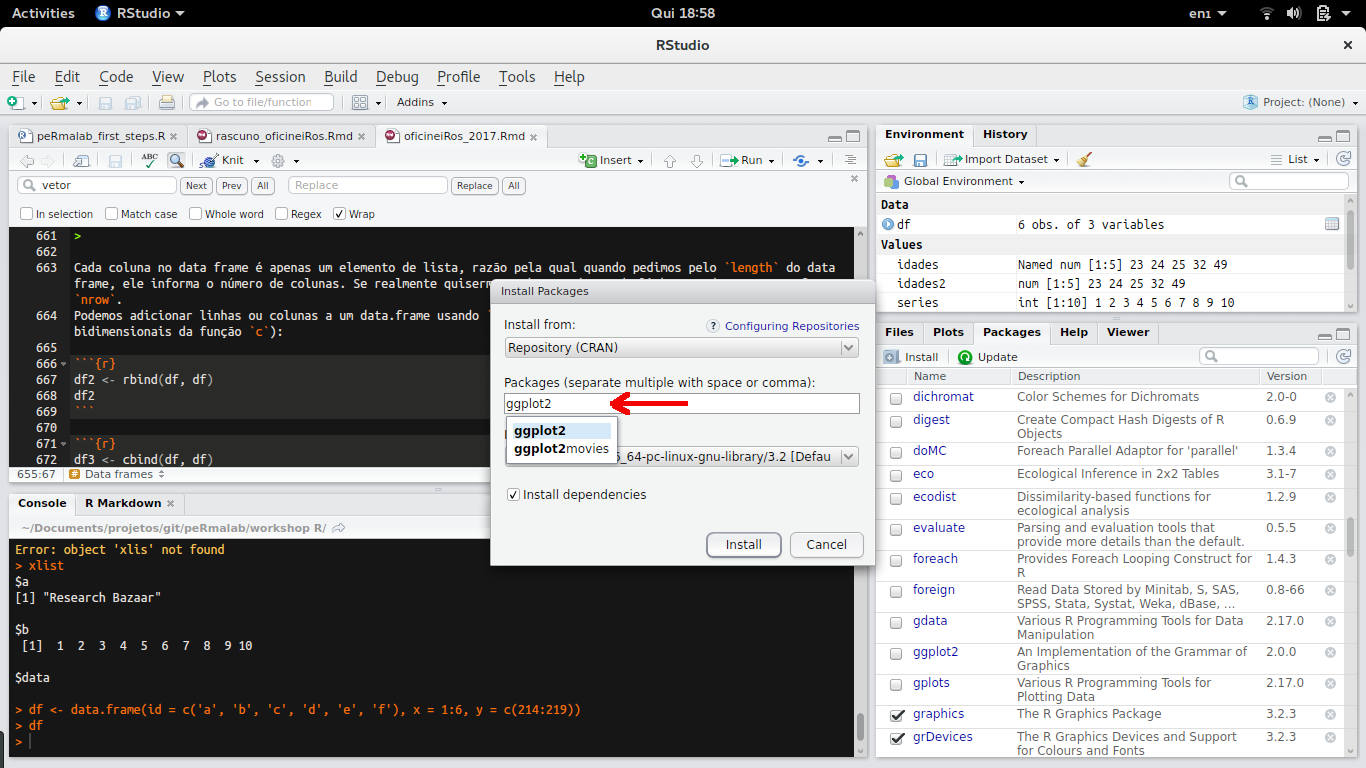 Activities RStudio Qui 18:58 en1
RStudio
File Edit Code View Plots Session Build Debug Profile Tools Help
Go to file/function Addins Project: (None)
peRmalab_first_steps.R rascuno_oficineiRos.Rmd oficineiRos_2017.Rmd
ABC Knit Insert Run
vetor Next Prev All Replace Replace All
In selection Match case Whole word Regex Wrap
661 >
662
663 Cada coluna no data frame é apenas um elemento de lista, razão pela qual quando pedimos pelo `length` do data
frame, ele informa o número de colunas. Se realmente
`nrow`.
664 Podemos adicionar linhas ou colunas a um data.frame usando `
bidimensionais da função `c`):
665
666 ```{r}
667 df2 <- rbind(df, df)
668 df2
669 ```
670
671 ```{r}
672 df3 <- cbind(df, df)
655:67 # Data frames
Console R Markdown
~/Documents/projetos/git/peRmalab/workshop R/
Error: object 'xlis' not found
> xlist
$a
[1] "Research Bazaar"
$b
[1] 1 2 3 4 5 6 7 8 9 10
$data
> df <- data.frame(id = c('a', 'b', 'c', 'd', 'e', 'f'), x = 1:6, y = c(214:219))
> df
>
Install Packages
Install from: ? Configuring Repositories
Repository (CRAN)
Packages (separate multiple with space or comma):
ggplot2
ggplot2
ggplot2movies
6_64-pc-linux-gnu-library/3.2 [Defau
Install dependencies
Install Cancel
Environment History
Import Dataset List
Global Environment
Data
df 6 obs. of 3 variables
Values
idades Named num [1:5] 23 24 25 32 49
idades2 num [1:5] 23 24 25 32 49
series int [1:10] 1 2 3 4 5 6 7 8 9 10
Files Plots Packages Help Viewer
Install Update
Name Description Version
dichromat Color Schemes for Dichromats 2.0-0
digest Create Compact Hash Digests of R 0.6.9
Objects
doMC Foreach Parallel Adaptor for 'parallel' 1.3.4
eco Ecological Inference in 2x2 Tables 3.1-7
ecodist Dissimilarity-based functions for 1.2.9
ecological analysis
evaluate Parsing and evaluation tools that 0.5.5
provide more details than the default.
foreach Provides Foreach Looping Construct for 1.4.3
R
foreign Read Data Stored by Minitab, S, SAS, 0.8-66
SPSS, Stata, Systat, Weka, dBase, ...
gdata Various R Programming Tools for Data 2.17.0
Manipulation
ggplot2 An Implementation of the Grammar of 2.0.0
Graphics
gplots Various R Programming Tools for 2.17.0
Plotting Data
graphics The R Graphics Package 3.2.3
grDevices The R Graphics Devices and Support 3.2.3
for Colours and Fonts